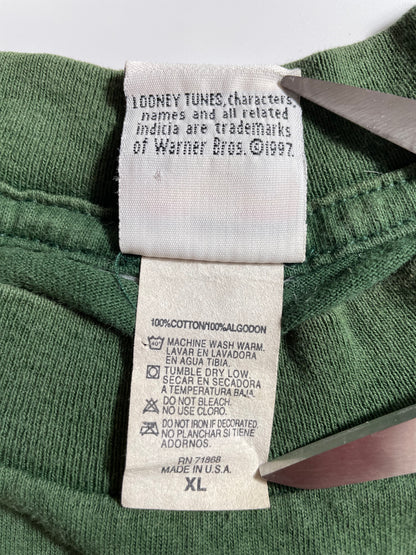 LOONEY TUNES, characters,
names and all related
indicia are trademarks
of Warner Bros. ©1997.
100%COTTON/100%ALGODON
MACHINE WASH WARM.
LAVAR EN LAVADORA
EN AGUA TIBIA.
TUMBLE DRY LOW.
SECAR EN SECADORA
A TEMPERATURA BAJA.
DO NOT BLEACH.
NO USE CLORO.
DO NOT IRON IF DECORATED.
NO PLANCHAR SI TIENE
ADORNOS.
RN 71868
MADE IN U.S.A.
XL